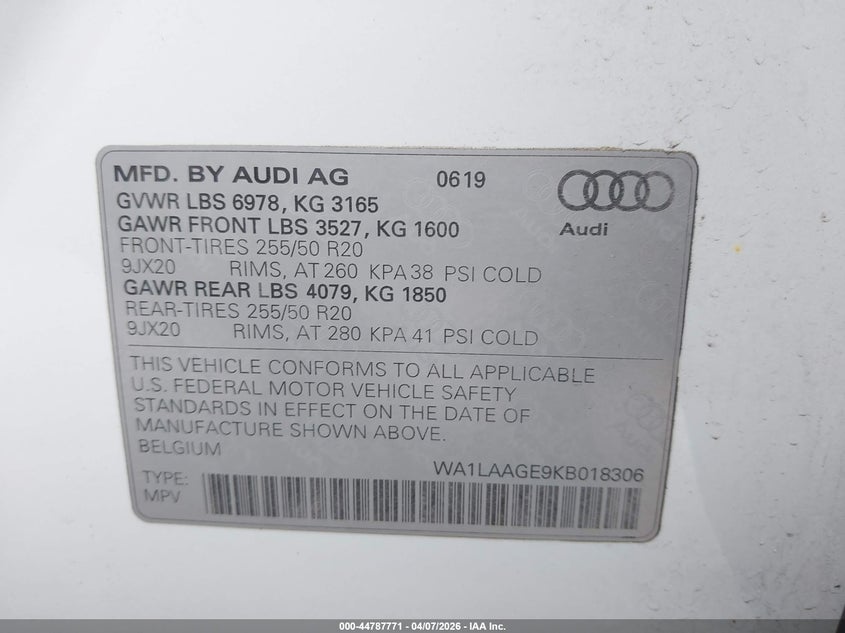 MFD. BY AUDI AG 0619
GVWR LBS 6978, KG 3165
GAWR FRONT LBS 3527, KG 1600
Audi
FRONT-TIRES 255/50 R20
9JX20 RIMS, AT 260 KPA 38 PSI COLD
GAWR REAR LBS 4079, KG 1850
REAR-TIRES 255/50 R20
9JX20 RIMS, AT 280 KPA 41 PSI COLD
THIS VEHICLE CONFORMS TO ALL APPLICABLE
U.S. FEDERAL MOTOR VEHICLE SAFETY
STANDARDS IN EFFECT ON THE DATE OF
MANUFACTURE SHOWN ABOVE.
BELGIUM
WA1LAAGE9KB018306
TYPE:
MPV
000-44787771 - 04/07/2026 - IAA Inc.